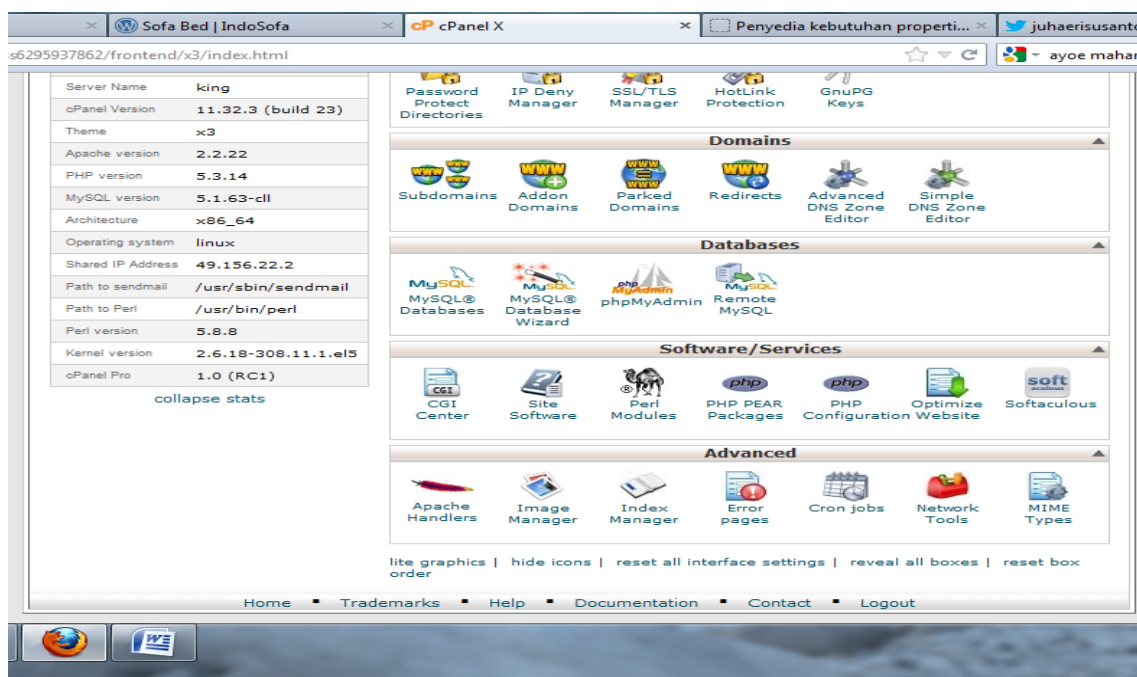 Sofa Bed | IndoSofa
cP cPanel X
Penyedia kebutuhan properti...
juhaerisusanto
s6295937862/frontend/x3/index.html
ayoe mahar
Server Name king
cPanel Version 11.32.3 (build 23)
Theme x3
Apache version 2.2.22
PHP version 5.3.14
MySQL version 5.1.63-cll
Architecture x86_64
Operating system linux
Shared IP Address 49.156.22.2
Path to sendmail /usr/sbin/sendmail
Path to Perl /usr/bin/perl
Perl version 5.8.8
Kernel version 2.6.18-308.11.1.el5
cPanel Pro 1.0 (RC1)
collapse stats
Password Protect Directories
IP Deny Manager
SSL/TLS Manager
HotLink Protection
GnuPG Keys
Domains
Subdomains
Addon Domains
Parked Domains
Redirects
Advanced DNS Zone Editor
Simple DNS Zone Editor
Databases
MySQL® Databases
MySQL® Database Wizard
phpMyAdmin
Remote MySQL
Software/Services
CGI Center
Site Software
Perl Modules
PHP PEAR Packages
PHP Configuration
Optimize Website
Softaculous
Advanced
Apache Handlers
Image Manager
Index Manager
Error pages
Cron jobs
Network Tools
MIME Types
lite graphics | hide icons | reset all interface settings | reveal all boxes | reset box
order
Home ▪ Trademarks ▪ Help ▪ Documentation ▪ Contact ▪ Logout